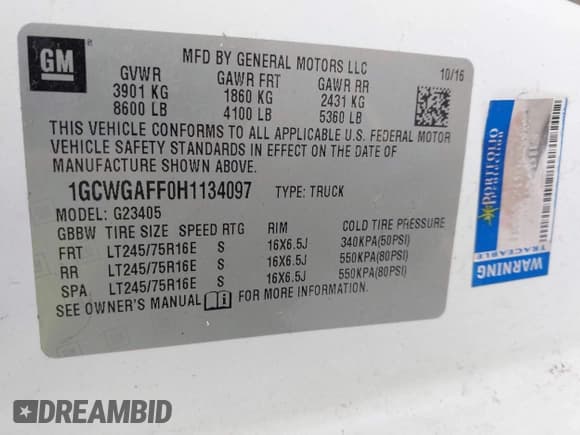 GM
MFD BY GENERAL MOTORS LLC
10/16
GVWR GAWR FRT GAWR RR
3901 KG 1860 KG 2431 KG
8600 LB 4100 LB 5360 LB
THIS VEHICLE CONFORMS TO ALL APPLICABLE U.S. FEDERAL MOTOR
VEHICLE SAFETY STANDARDS IN EFFECT ON THE DATE OF
MANUFACTURE SHOWN ABOVE.
1GCWGAFF0H1134097 TYPE: TRUCK
MODEL: G23405
GBBW TIRE SIZE SPEED RTG RIM COLD TIRE PRESSURE
FRT LT245/75R16E S 16X6.5J 340KPA(50PSI)
RR LT245/75R16E S 16X6.5J 550KPA(80PSI)
SPA LT245/75R16E S 16X6.5J 550KPA(80PSI)
SEE OWNER'S MANUAL FOR MORE INFORMATION.
PORTFOLIO
WARNING
TRACEABLE
DREAMBID